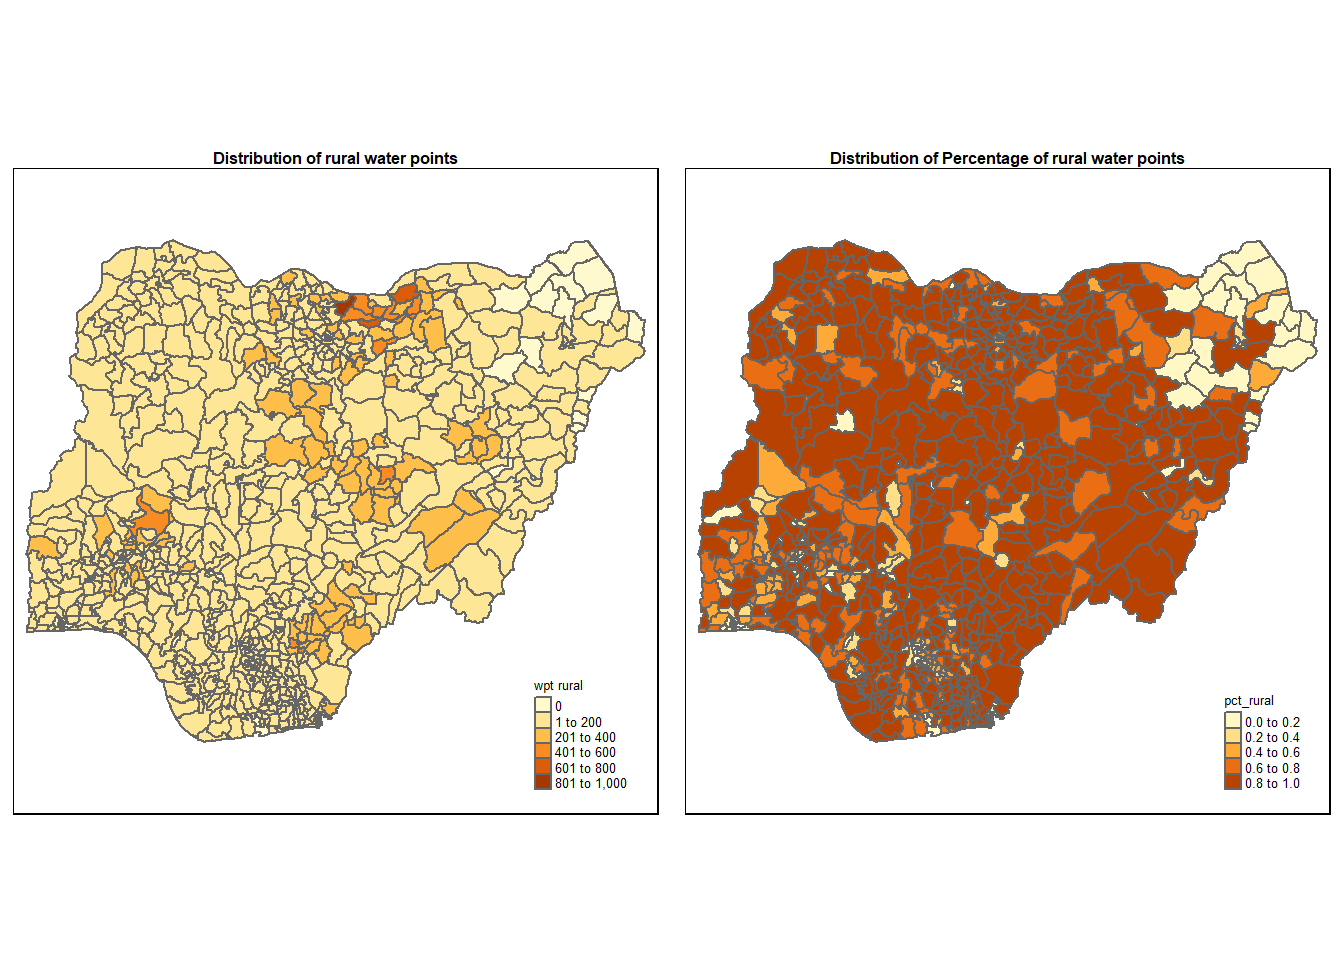 Distribution of rural water points
wpt rural
0
1 to 200
201 to 400
401 to 600
601 to 800
801 to 1,000
Distribution of Percentage of rural water points
pct_rural
0.0 to 0.2
0.2 to 0.4
0.4 to 0.6
0.6 to 0.8
0.8 to 1.0